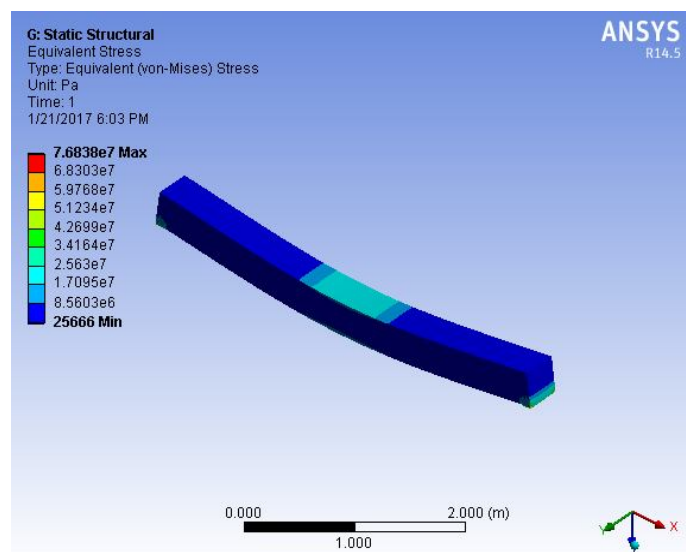 G: Static Structural
Equivalent Stress
Type: Equivalent (von-Mises) Stress
Unit: Pa
Time: 1
1/21/2017 6:03 PM
ANSYS
R14.5
7.6838e7 Max
6.8303e7
5.9768e7
5.1234e7
4.2699e7
3.4164e7
2.563e7
1.7095e7
8.5603e6
25666 Min
0.000 2.000 (m)
1.000
Y X